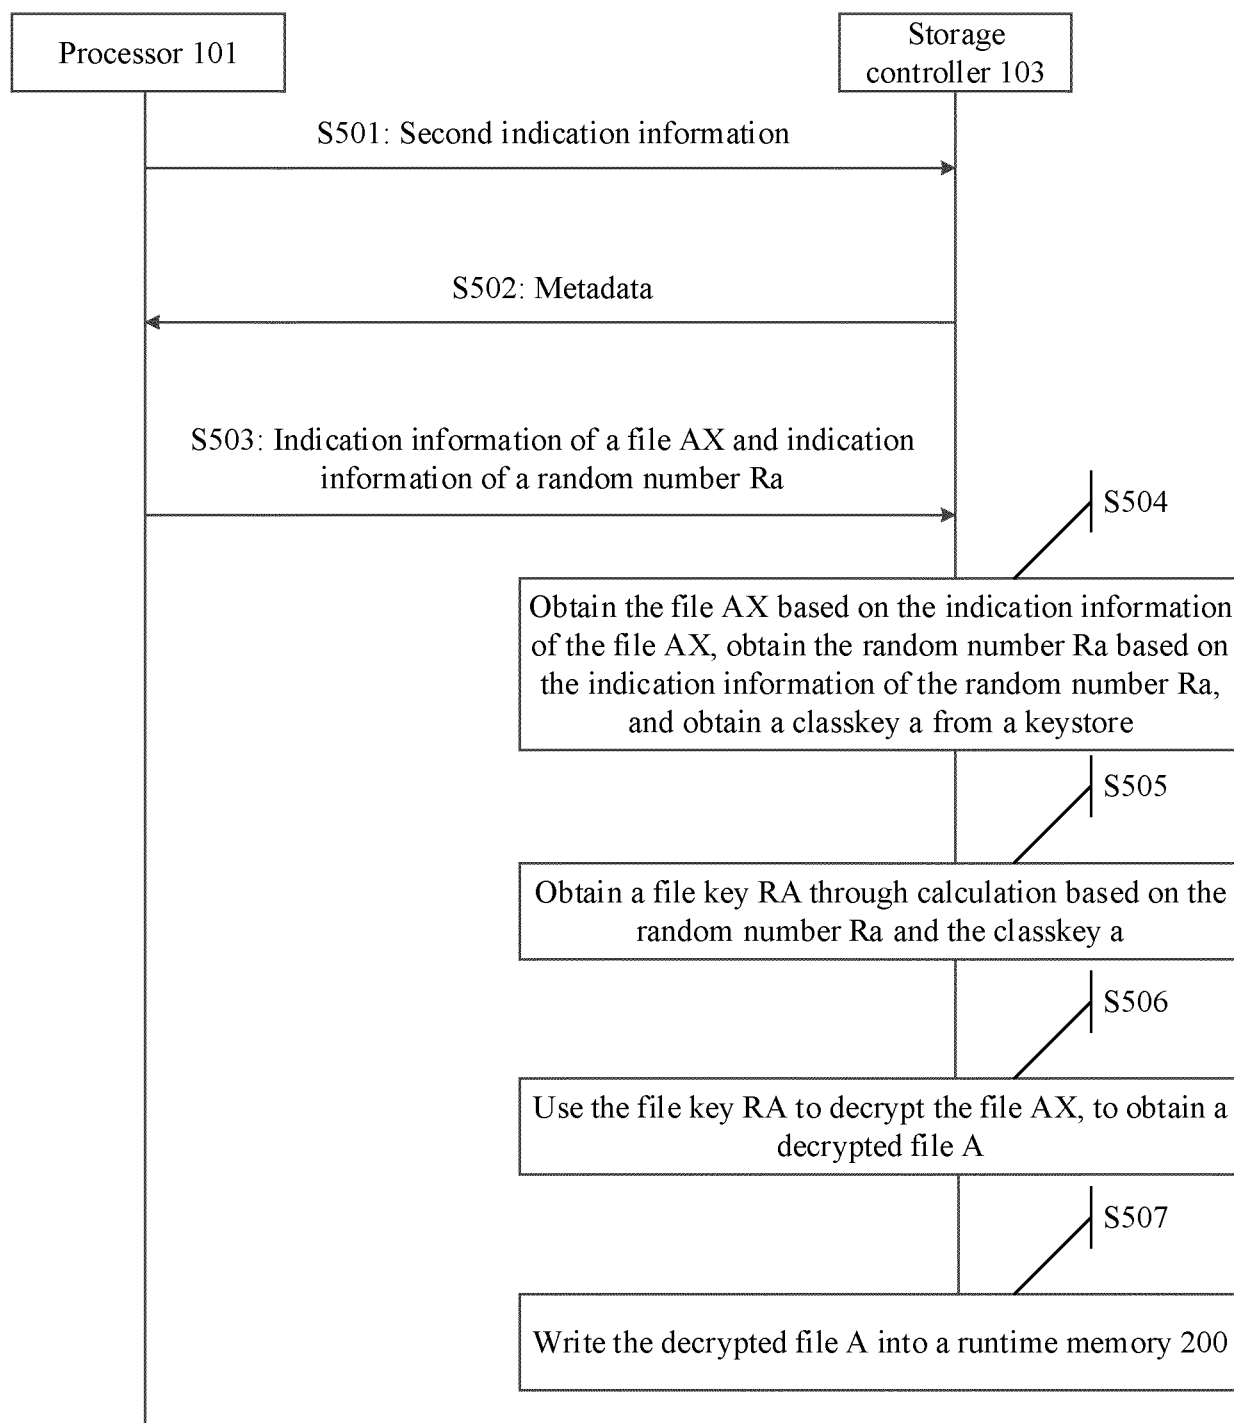 Processor 101
Storage
controller 103
S501: Second indication information
S502: Metadata
S503: Indication information of a file AX and indication
information of a random number Ra
S504
Obtain the file AX based on the indication information
of the file AX, obtain the random number Ra based on
the indication information of the random number Ra,
and obtain a classkey a from a keystore
S505
Obtain a file key RA through calculation based on the
random number Ra and the classkey a
S506
Use the file key RA to decrypt the file AX, to obtain a
decrypted file A
S507
Write the decrypted file A into a runtime memory 200